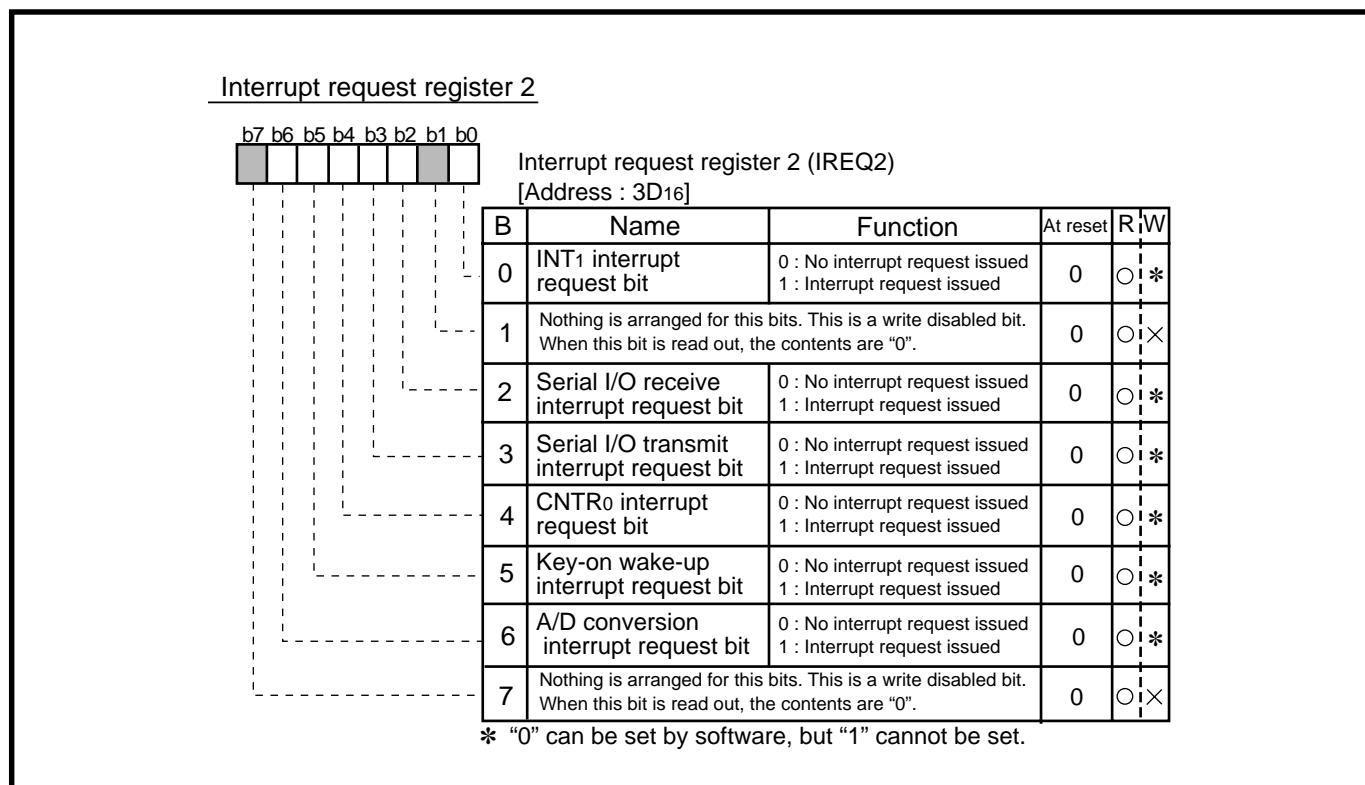 Interrupt request register 2
b7 b6 b5 b4 b3 b2 b1 b0
Interrupt request register 2 (IREQ2)
[Address : 3D16]
B Name Function At reset R W
0 INT1 interrupt request bit 0 : No interrupt request issued 0 ○ ✻
1 : Interrupt request issued
1 Nothing is arranged for this bits. This is a write disabled bit. 0 ○ ×
When this bit is read out, the contents are “0”.
2 Serial I/O receive interrupt request bit 0 : No interrupt request issued 0 ○ ✻
1 : Interrupt request issued
3 Serial I/O transmit interrupt request bit 0 : No interrupt request issued 0 ○ ✻
1 : Interrupt request issued
4 CNTR0 interrupt request bit 0 : No interrupt request issued 0 ○ ✻
1 : Interrupt request issued
5 Key-on wake-up interrupt request bit 0 : No interrupt request issued 0 ○ ✻
1 : Interrupt request issued
6 A/D conversion interrupt request bit 0 : No interrupt request issued 0 ○ ✻
1 : Interrupt request issued
7 Nothing is arranged for this bits. This is a write disabled bit. 0 ○ ×
When this bit is read out, the contents are “0”.
✻ “0” can be set by software, but “1” cannot be set.